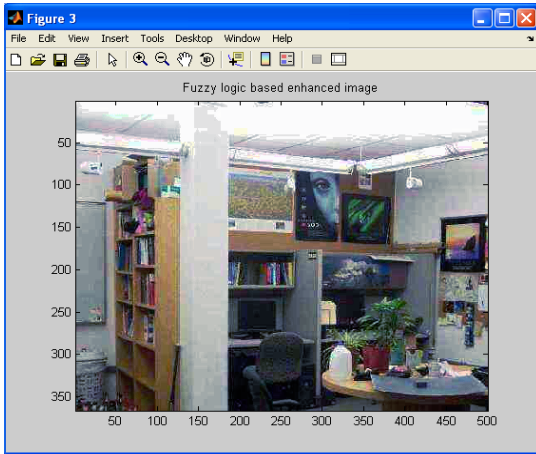 Figure 3
File Edit View Insert Tools Desktop Window Help
Fuzzy logic based enhanced image
50
100
150
200
250
300
350
50 100 150 200 250 300 350 400 450 500